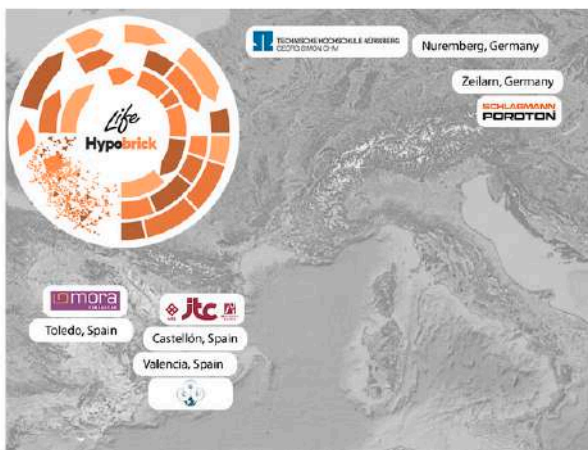 TECHNISCHE HOCHSCHULE NÜRNBERG
GEORG SIMON OHM
Nuremberg, Germany
Zeilarn, Germany
SCHLAGMANN
POROTON
Life
Hypobrick
mora
Toledo, Spain
itc
Castellón, Spain
Valencia, Spain